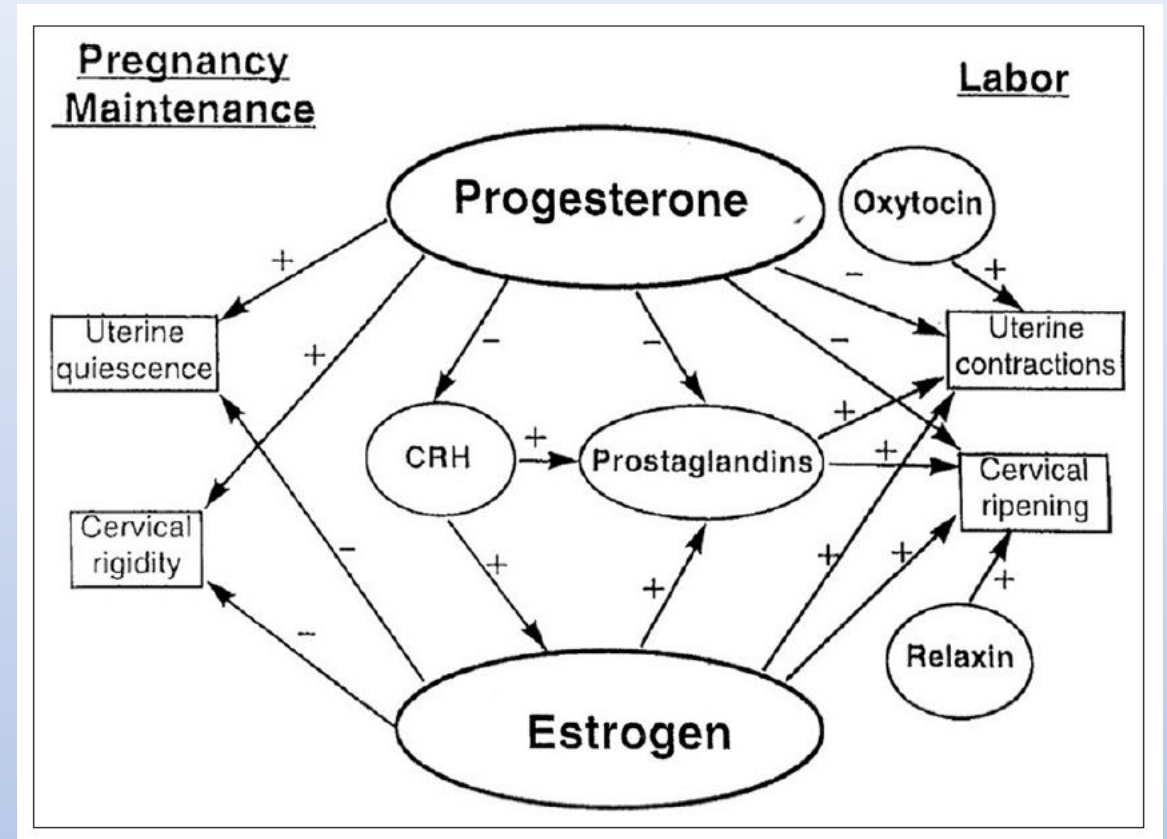 Pregnancy
Maintenance
Labor
Progesterone
Oxytocin
+
+
-
+
Uterine
quiescence
+
-
-
-
Uterine
contractions
CRH
+
Prostaglandins
+
+
Cervical
ripening
Cervical
rigidity
-
+
+
+
+
+
-
Relaxin
Estrogen